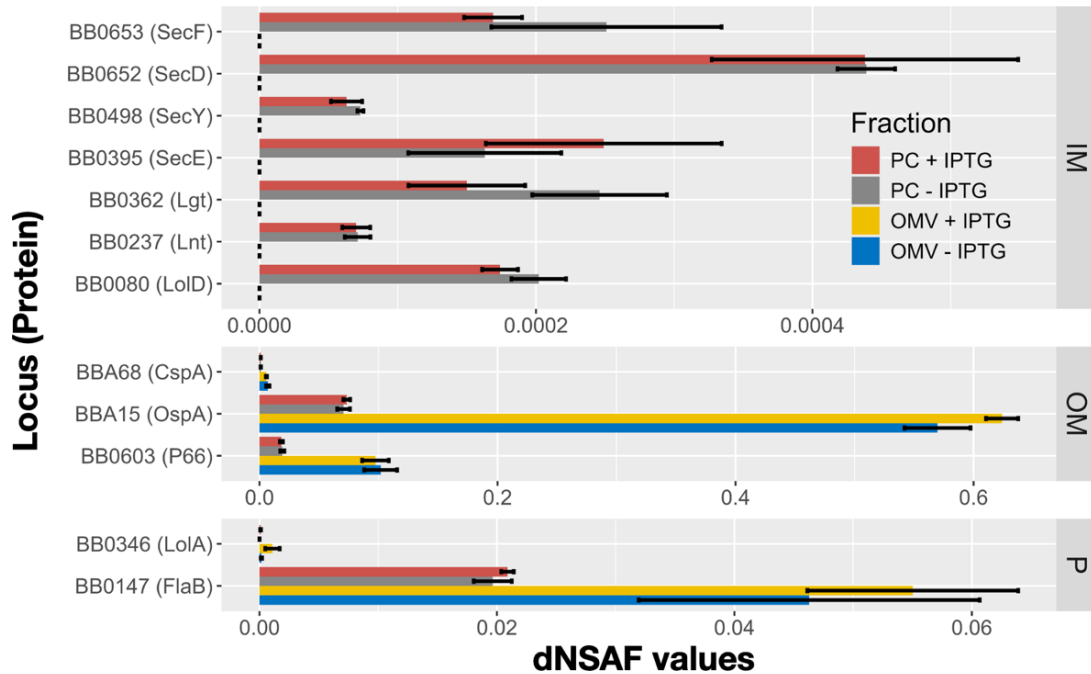 Locus (Protein)
BB0653 (SecF)
BB0652 (SecD)
BB0498 (SecY)
BB0395 (SecE)
BB0362 (Lgt)
BB0237 (Lnt)
BB0080 (LolD)
0.0000
0.0002
0.0004
IM
Fraction
PC + IPTG
PC - IPTG
OMV + IPTG
OMV - IPTG
BBA68 (CspA)
BBA15 (OspA)
BB0603 (P66)
0.0
0.2
0.4
0.6
OM
BB0346 (LolA)
BB0147 (FlaB)
0.00
0.02
0.04
0.06
P
dNSAF values